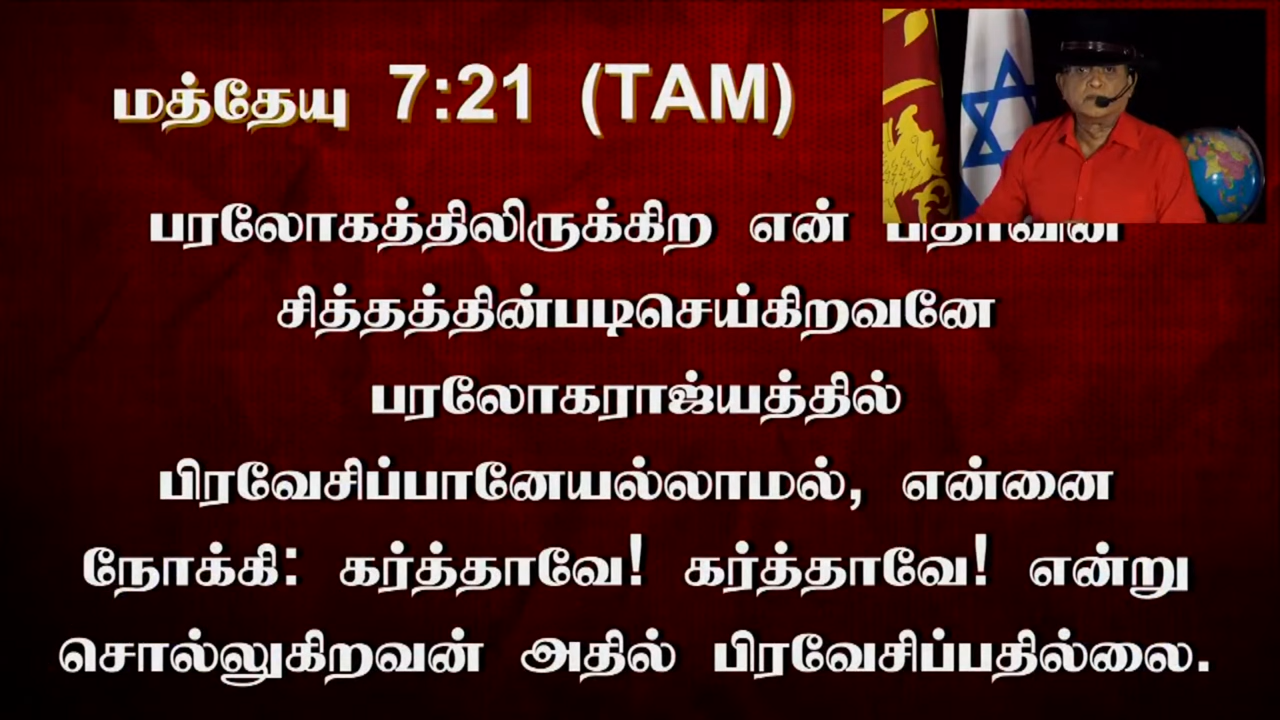 மத்தேயு 7:21 (TAM)
பரலோகத்திலிருக்கிற என்
சித்தத்தின்படிசெய்கிறவனே
பரலோகராஜ்யத்தில்
பிரவேசிப்பானேயல்லாமல், என்னை
நோக்கி: கர்த்தாவே! கர்த்தாவே! என்று
சொல்லுகிறவன் அதில் பிரவேசிப்பதில்லை.